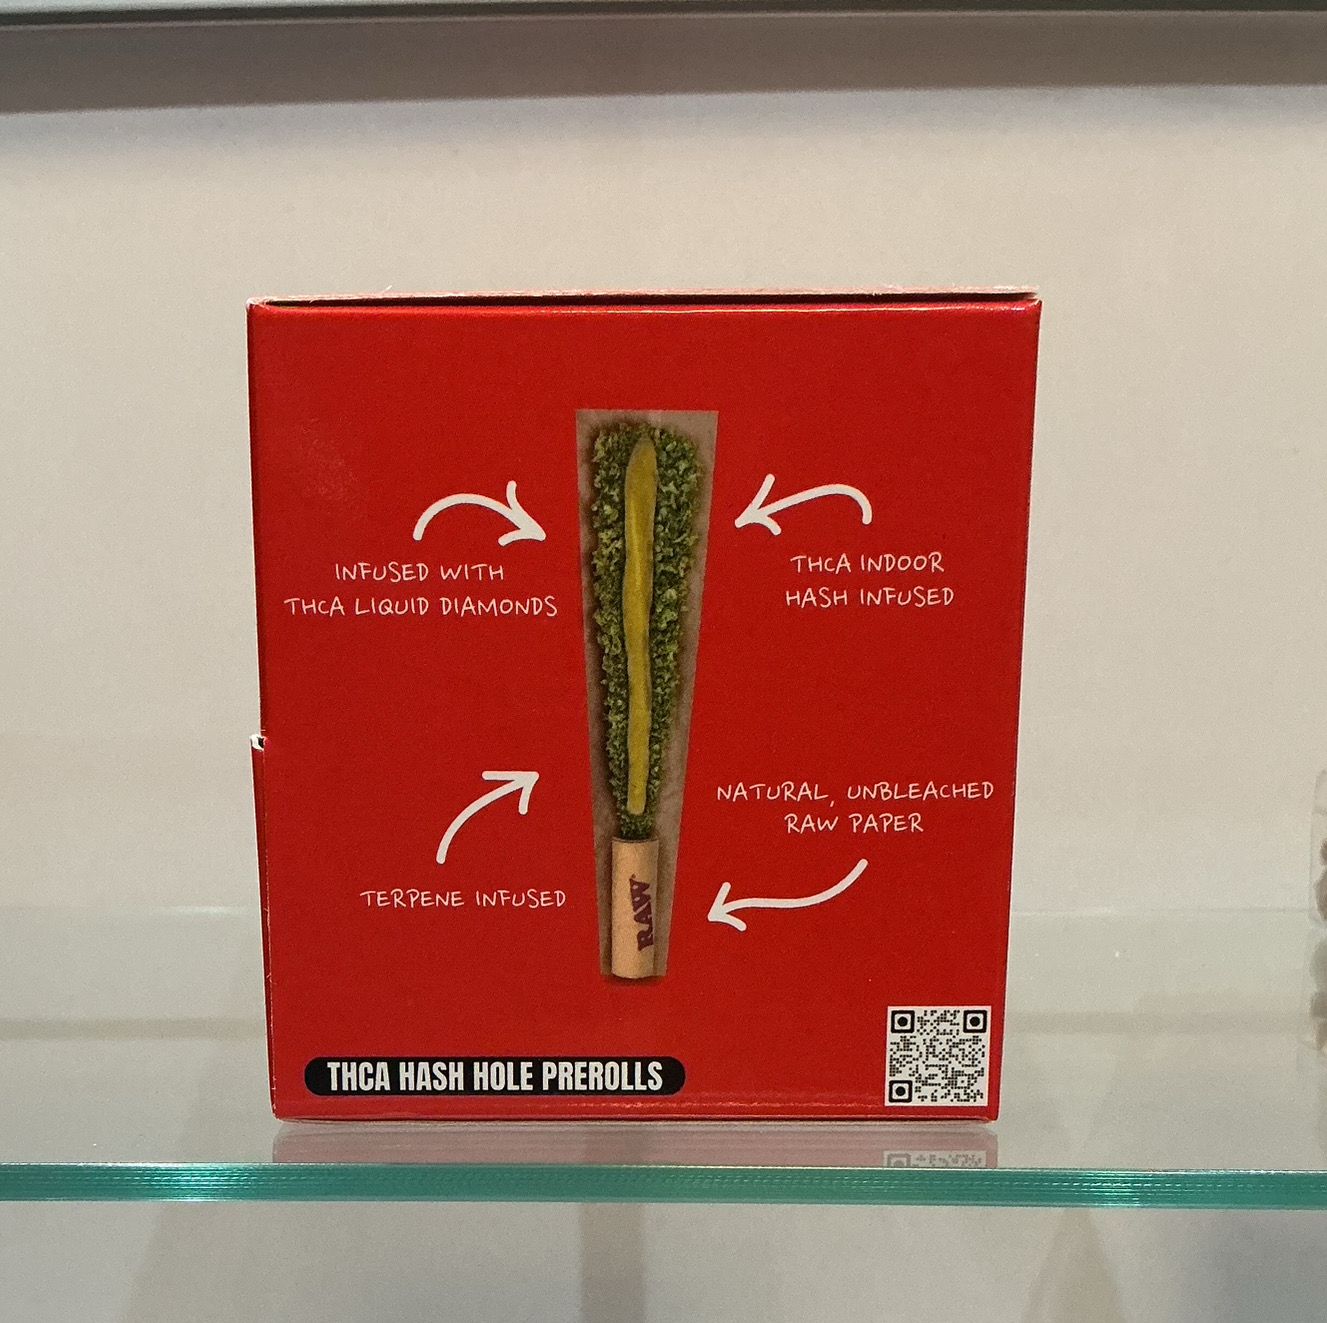 INFUSED WITH
THCA LIQUID DIAMONDS
THCA INDOOR
HASH INFUSED
TERPENE INFUSED
NATURAL, UNBLEACHED
RAW PAPER
RAW
THCA HASH HOLE PREROLLS